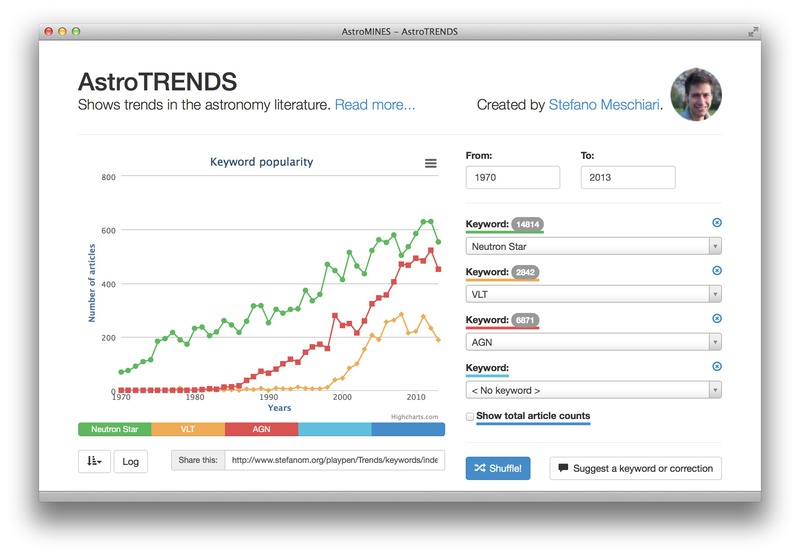 AstroMINES – AstroTRENDS
AstroTRENDS
Shows trends in the astronomy literature. Read more...
Created by Stefano Meschiari.
Keyword popularity
800
600
400
200
0
Number of articles
1970
1980
1990
2000
2010
Years
Highcharts.com
Neutron Star
VLT
AGN
Log
Share this:
http://www.stefanom.org/playpen/Trends/keywords/inde
From:
To:
1970
2013
Keyword: 14814
Neutron Star
Keyword: 2842
VLT
Keyword: 6871
AGN
Keyword:
< No keyword >
Show total article counts
Shuffle!
Suggest a keyword or correction